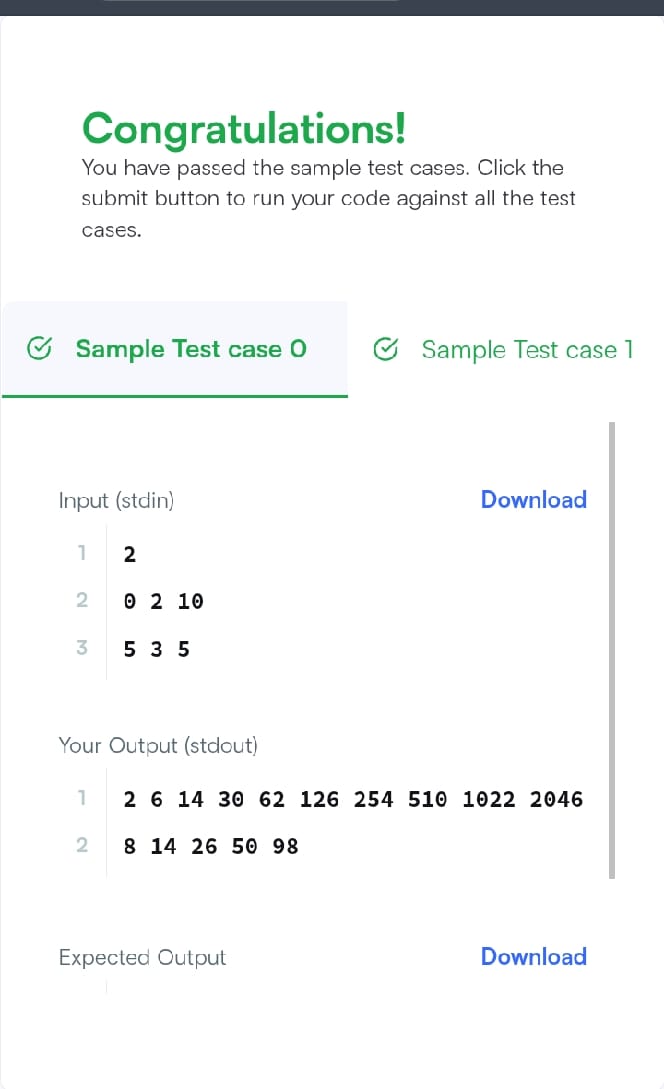 Congratulations!
You have passed the sample test cases. Click the
submit button to run your code against all the test
cases.
Sample Test case 0
Sample Test case 1
Input (stdin)
Download
1 2
2 0 2 10
3 5 3 5
Your Output (stdout)
1 2 6 14 30 62 126 254 510 1022 2046
2 8 14 26 50 98
Expected Output
Download